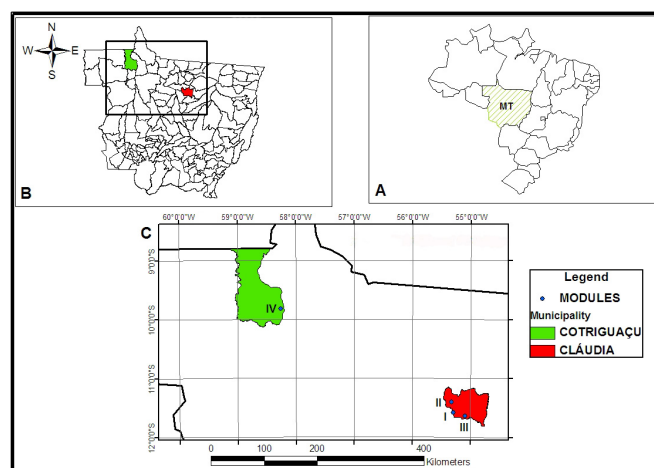 N
W E
S
B
MT
A
60°0'0"W 59°0'0"W 58°0'0"W 57°0'0"W 56°0'0"W 55°0'0"W
C
9°0'0"S
10°0'0"S
11°0'0"S
12°0'0"S
IV
II
I
III
Legend
MODULES
Municipality
COTRIGUAÇU
CLÁUDIA
0 100 200 400
Kilometers